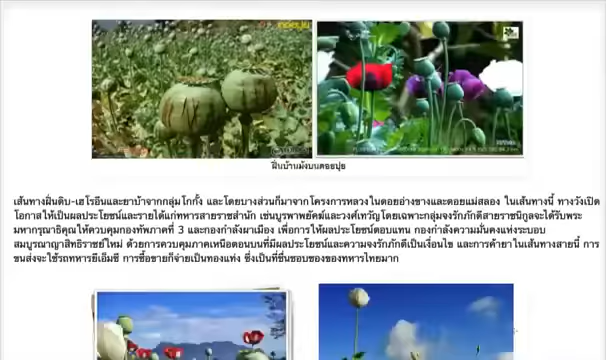 ฝิ่นบ้านม้งบนดอยปุย
เส้นทางฝิ่นดิบ-เฮโรอีนและยาบ้าจากกลุ่มโกกั้ง และโดยบางส่วนก็มาจากโครงการหลวงในดอยอ่างขางและดอยแม่สลอง ในเส้นทางนี้ ทางวังเปิด
โอกาสให้เป็นผลประโยชน์และรายได้แก่ทหารสายราชสำนัก เช่นบูรพาพยัคฆ์และวงศ์เทวัญโดยเฉพาะกลุ่มจงรักภักดีสายราชนิกูลจะได้รับพระ
มหากรุณาธิคุณให้ควบคุมกองทัพภาคที่ 3 และกองกำลังผาเมือง เพื่อการให้ผลประโยชน์ตอบแทน กองกำลังความมั่นคงแห่งระบอบ
สมบูรณาญาสิทธิราชย์ใหม่ ด้วยการควบคุมภาคเหนือตอนบนที่มีผลประโยชน์และความจงรักภักดีเป็นเงื่อนไข และการค้ายาในเส้นทางสายนี้ การ
ขนส่งจะใช้รถทหารยีเอ็มซี การซื้อขายก็จ่ายเป็นทองแท่ง ซึ่งเป็นที่ชื่นชอบของทหารไทยมาก